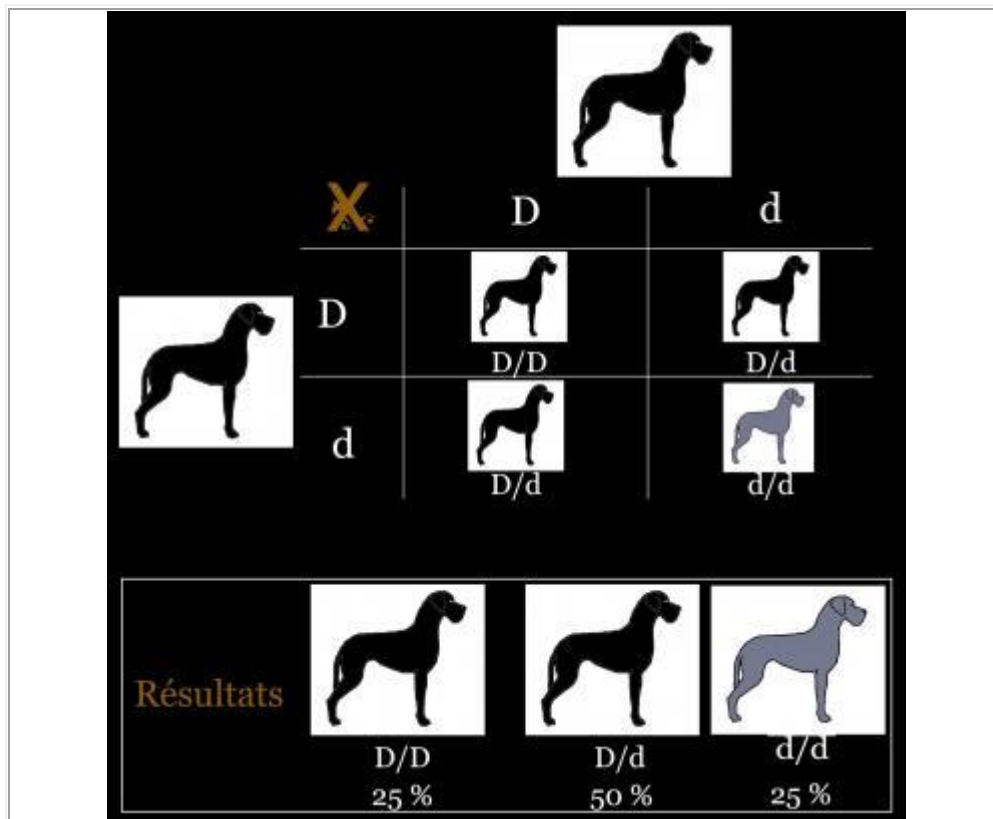 X
D d
D
D/D D/d
d
D/d d/d
Résultats
D/D D/d d/d
25 % 50 % 25 %